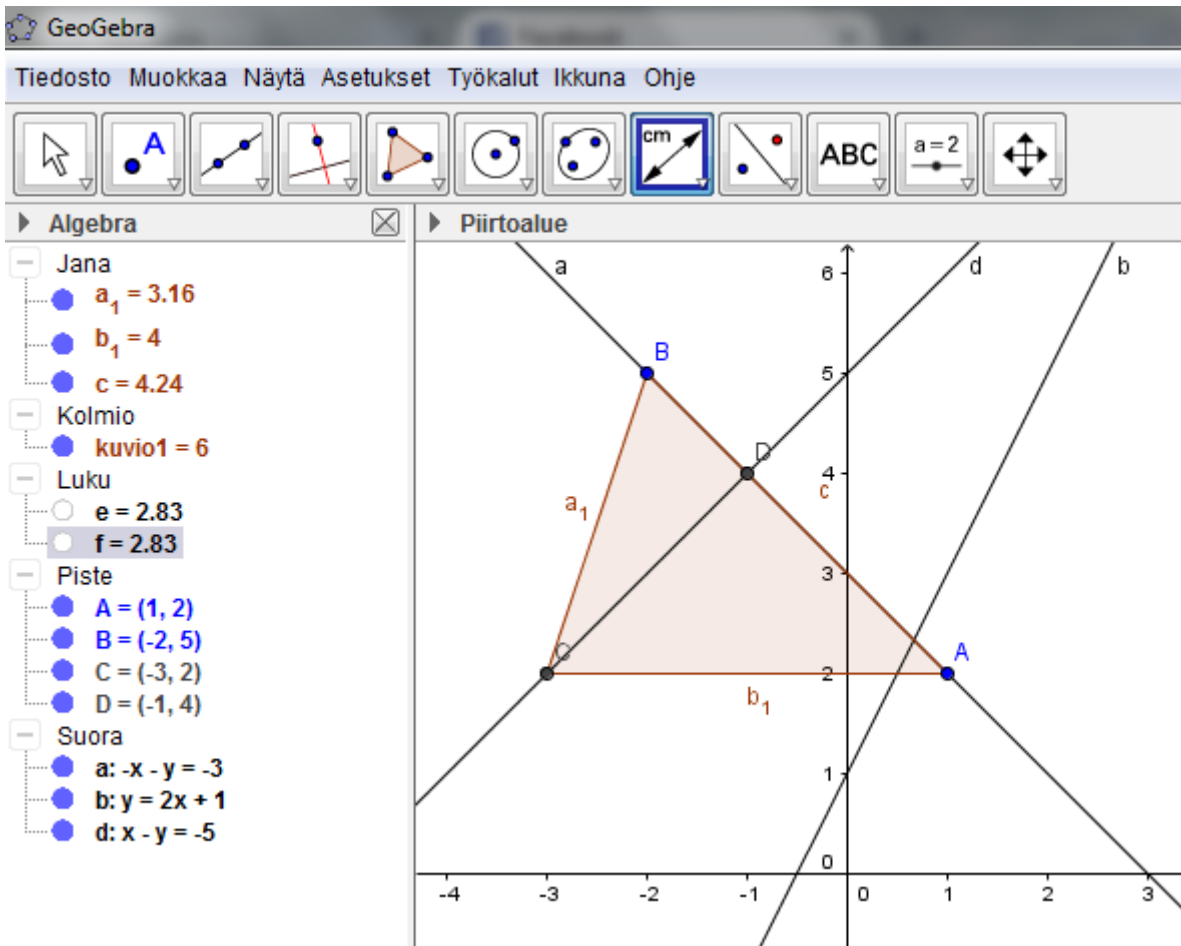 GeoGebra
Tiedosto Muokkaa Näytä Asetukset Työkalut Ikkuna Ohje
A
cm
ABC
a = 2
Algebra
Jana
a₁ = 3.16
b₁ = 4
c = 4.24
Kolmio
kuvio1 = 6
Luku
e = 2.83
f = 2.83
Piste
A = (1, 2)
B = (-2, 5)
C = (-3, 2)
D = (-1, 4)
Suora
a: -x - y = -3
b: y = 2x + 1
d: x - y = -5
Piirtoalue
a
6
d
b
B
5
D
4
c
a₁
3
C
A
2
b₁
1
0
-4 -3 -2 -1 0 1 2 3